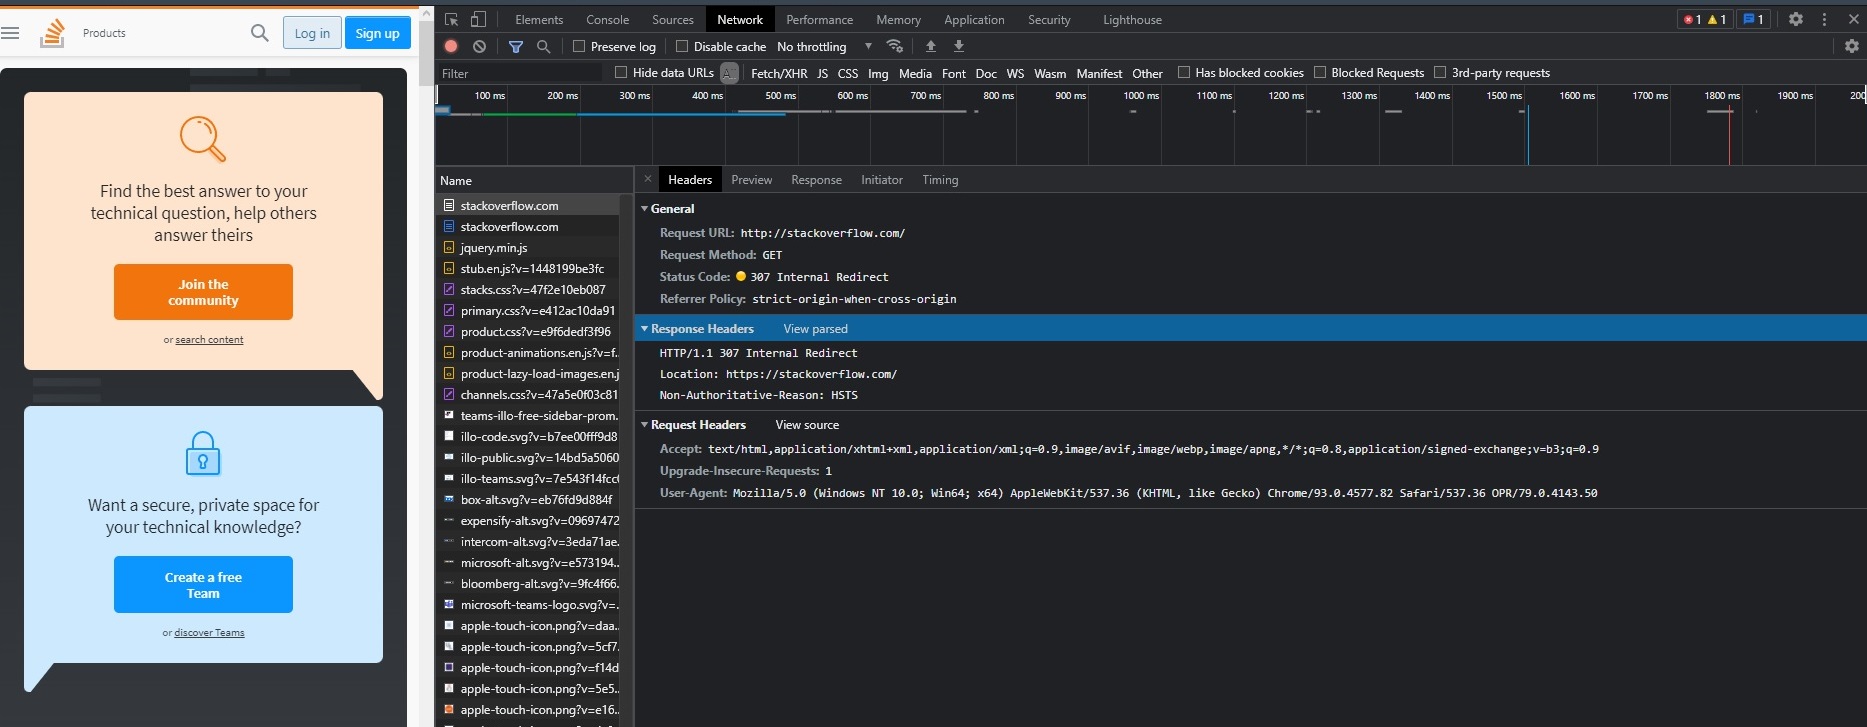 Products
Log in
Sign up
Find the best answer to your
technical question, help others
answer theirs
Join the
community
or search content
Want a secure, private space for
your technical knowledge?
Create a free
Team
or discover Teams
Elements Console Sources Network Performance Memory Application Security Lighthouse 1 1 1
Preserve log Disable cache No throttling
Filter Hide data URLs All Fetch/XHR JS CSS Img Media Font Doc WS Wasm Manifest Other Has blocked cookies Blocked Requests 3rd-party requests
100 ms 200 ms 300 ms 400 ms 500 ms 600 ms 700 ms 800 ms 900 ms 1000 ms 1100 ms 1200 ms 1300 ms 1400 ms 1500 ms 1600 ms 1700 ms 1800 ms 1900 ms 200
Name
stackoverflow.com
stackoverflow.com
jquery.min.js
stub.en.js?v=1448199be3fc
stacks.css?v=47f2e10eb087
primary.css?v=e412ac10da91
product.css?v=e9f6dedf3f96
product-animations.en.js?v=f...
product-lazy-load-images.en.j
channels.css?v=47a5e0f03c81
teams-illo-free-sidebar-prom...
illo-code.svg?v=b7ee00fff9d8
illo-public.svg?v=14bd5a5060
illo-teams.svg?v=7e543f14fcc
box-alt.svg?v=eb76fd9d884f
expensify-alt.svg?v=09697472
intercom-alt.svg?v=3eda71ae...
microsoft-alt.svg?v=e573194...
bloomberg-alt.svg?v=9fc4f66...
microsoft-teams-logo.svg?v=...
apple-touch-icon.png?v=daa...
apple-touch-icon.png?v=5cf7...
apple-touch-icon.png?v=f14d
apple-touch-icon.png?v=5e5...
apple-touch-icon.png?v=e16...
Headers Preview Response Initiator Timing
General
Request URL: http://stackoverflow.com/
Request Method: GET
Status Code: 307 Internal Redirect
Referrer Policy: strict-origin-when-cross-origin
Response Headers View parsed
HTTP/1.1 307 Internal Redirect
Location: https://stackoverflow.com/
Non-Authoritative-Reason: HSTS
Request Headers View source
Accept: text/html,application/xhtml+xml,application/xml;q=0.9,image/avif,image/webp,image/apng,*/*;q=0.8,application/signed-exchange;v=b3;q=0.9
Upgrade-Insecure-Requests: 1
User-Agent: Mozilla/5.0 (Windows NT 10.0; Win64; x64) AppleWebKit/537.36 (KHTML, like Gecko) Chrome/93.0.4577.82 Safari/537.36 OPR/79.0.4143.50